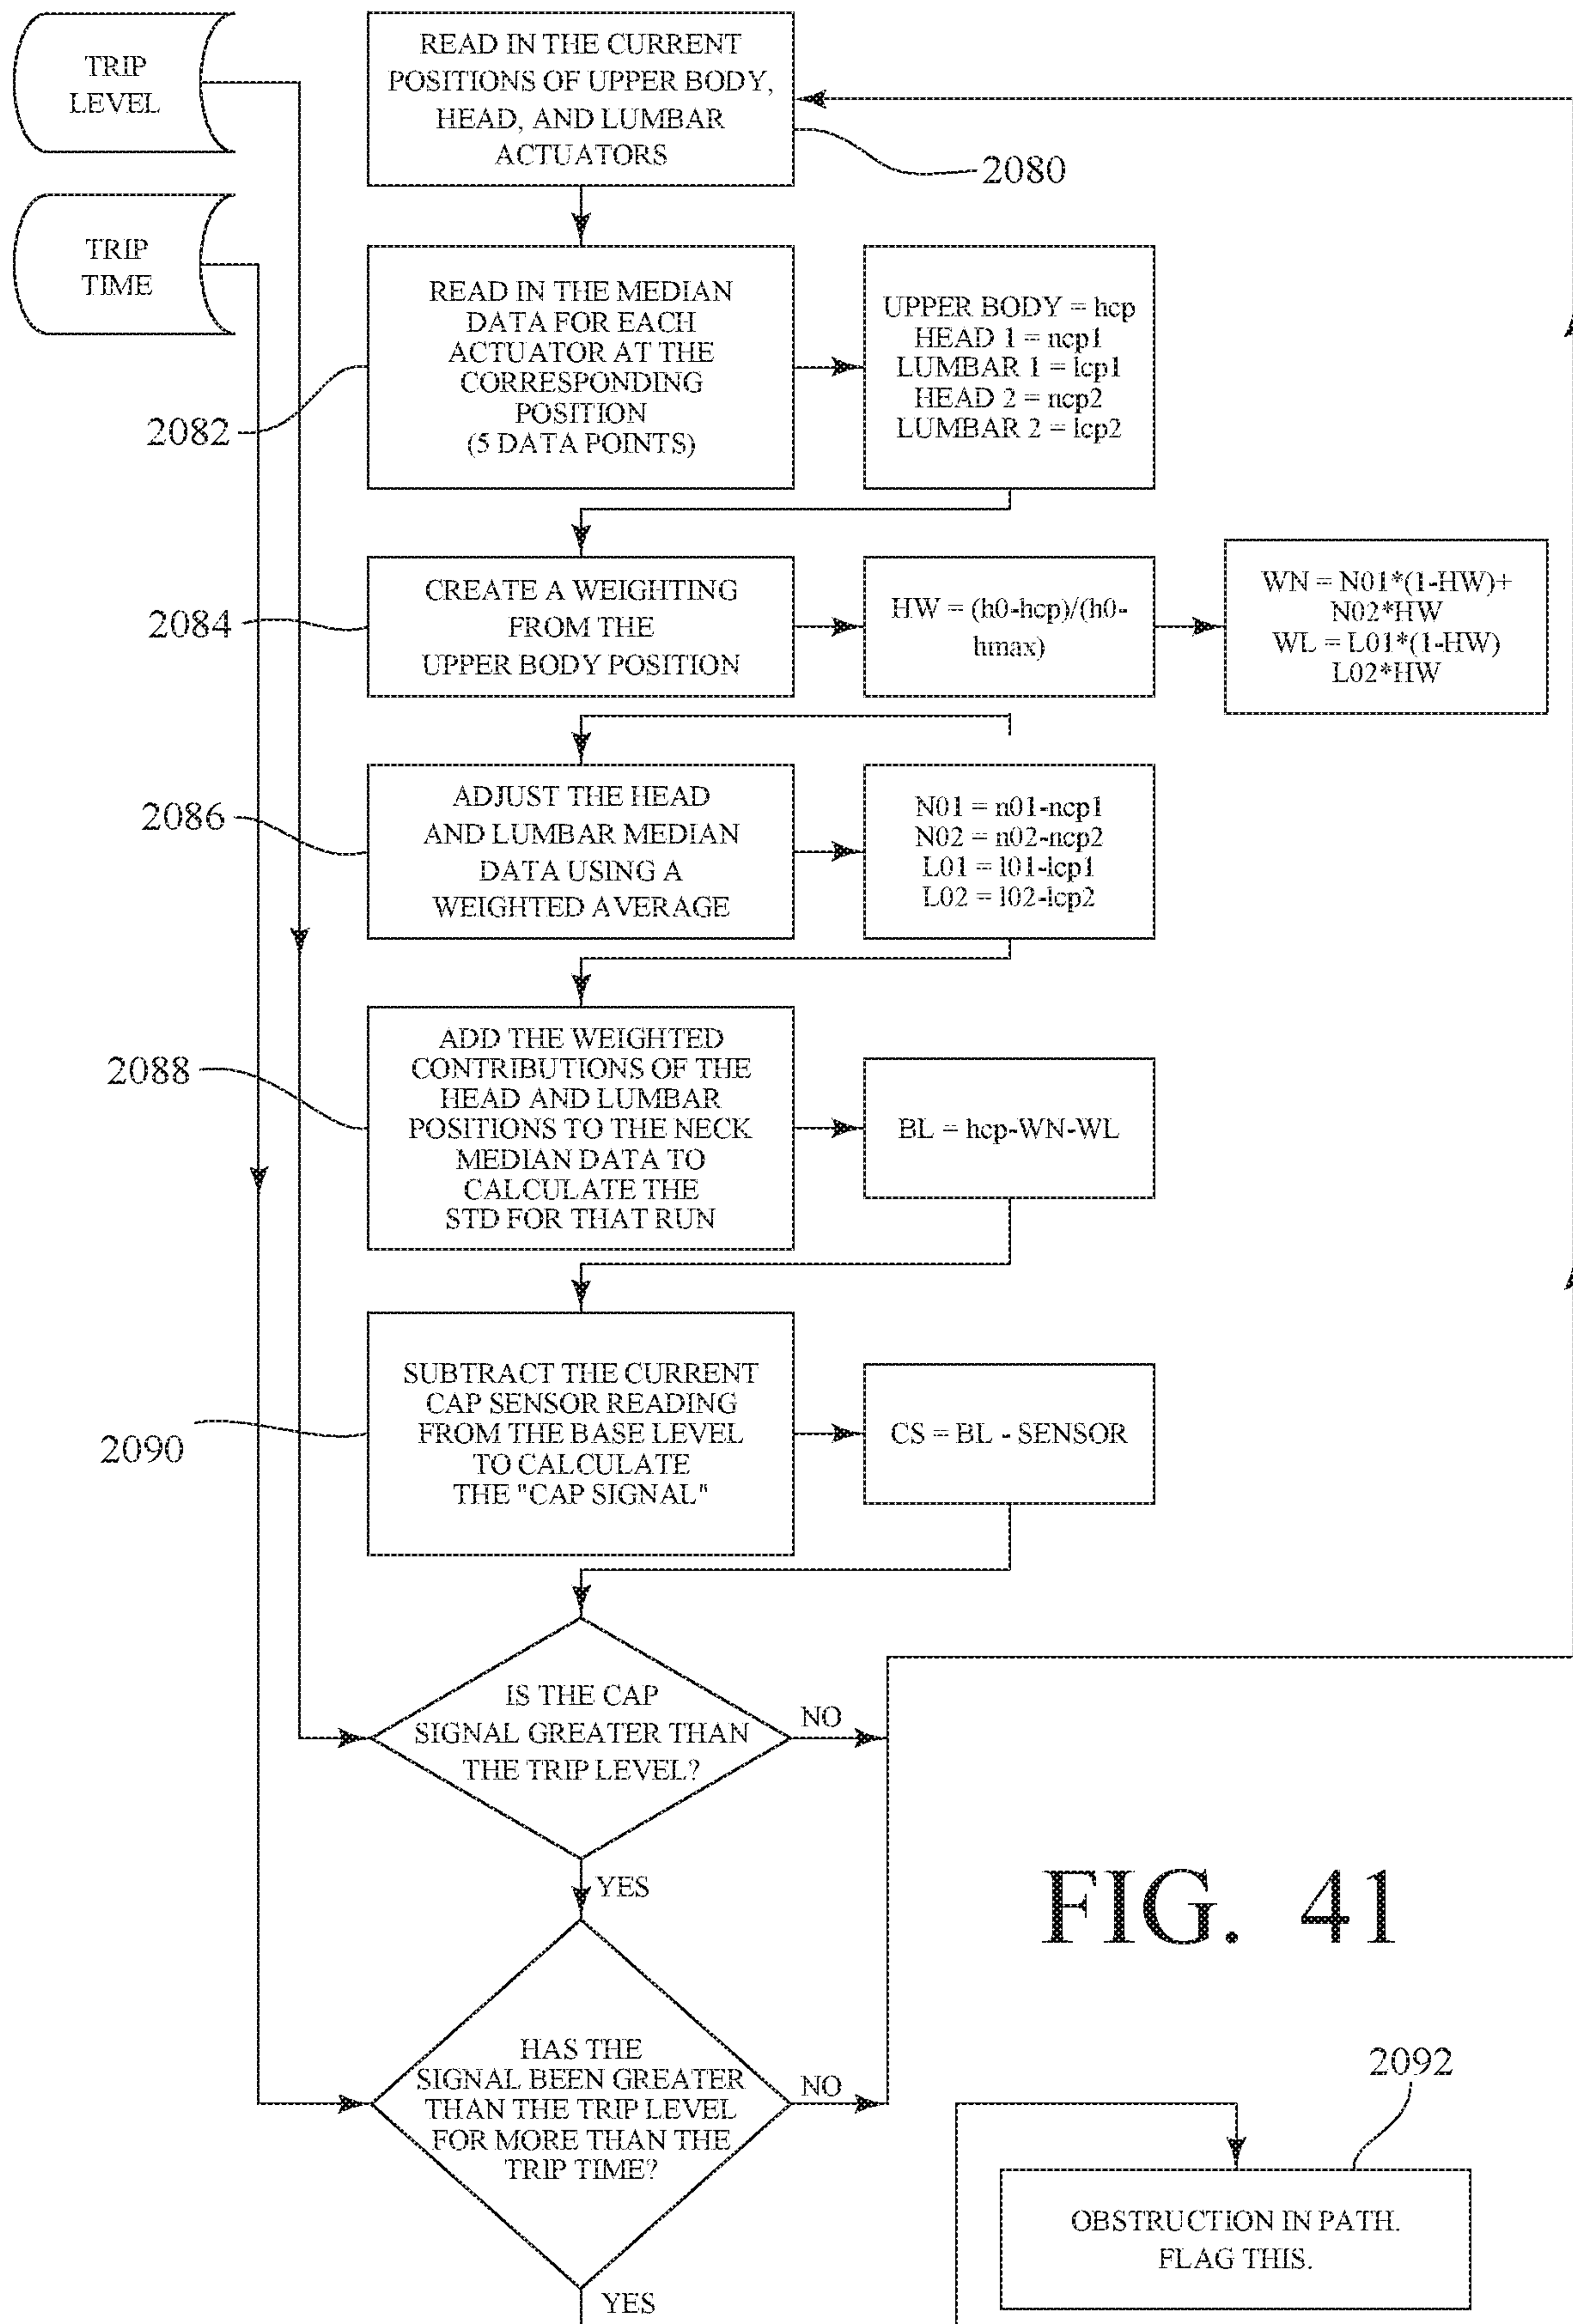 TRIP
LEVEL
READ IN THE CURRENT
POSITIONS OF UPPER BODY,
HEAD, AND LUMBAR
ACTUATORS
2080
TRIP
TIME
READ IN THE MEDIAN
DATA FOR EACH
ACTUATOR AT THE
CORRESPONDING
POSITION
(5 DATA POINTS)
2082
UPPER BODY = hcp
HEAD 1 = ncp1
LUMBAR 1 = lcp1
HEAD 2 = ncp2
LUMBAR 2 = lcp2
2084
CREATE A WEIGHTING
FROM THE
UPPER BODY POSITION
HW = (h0-hcp)/(h0-
hmax)
WN = N01*(1-HW)+
N02*HW
WL = L01*(1-HW)
L02*HW
2086
ADJUST THE HEAD
AND LUMBAR MEDIAN
DATA USING A
WEIGHTED AVERAGE
N01 = n01-ncp1
N02 = n02-ncp2
L01 = l01-lcp1
L02 = l02-lcp2
2088
ADD THE WEIGHTED
CONTRIBUTIONS OF THE
HEAD AND LUMBAR
POSITIONS TO THE NECK
MEDIAN DATA TO
CALCULATE THE
STD FOR THAT RUN
BL = hcp-WN-WL
2090
SUBTRACT THE CURRENT
CAP SENSOR READING
FROM THE BASE LEVEL
TO CALCULATE
THE "CAP SIGNAL"
CS = BL - SENSOR
IS THE CAP
SIGNAL GREATER THAN
THE TRIP LEVEL?
NO
YES
FIG. 41
HAS THE
SIGNAL BEEN GREATER
THAN THE TRIP LEVEL
FOR MORE THAN THE
TRIP TIME?
NO
YES
2092
OBSTRUCTION IN PATH.
FLAG THIS.